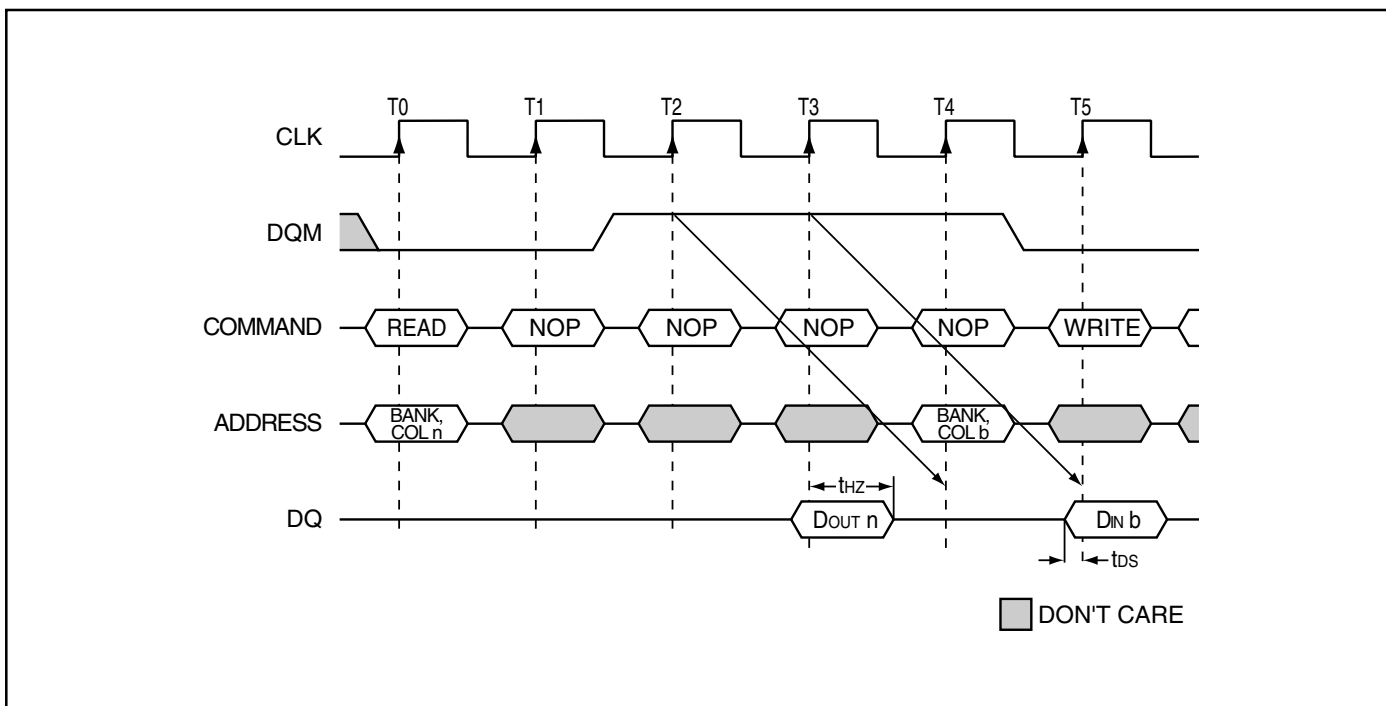 T0 T1 T2 T3 T4 T5
CLK
DQM
COMMAND READ NOP NOP NOP NOP WRITE
ADDRESS BANK, COL n BANK, COL b
tHZ
DQ DOUT n DIN b
tDS
DON'T CARE